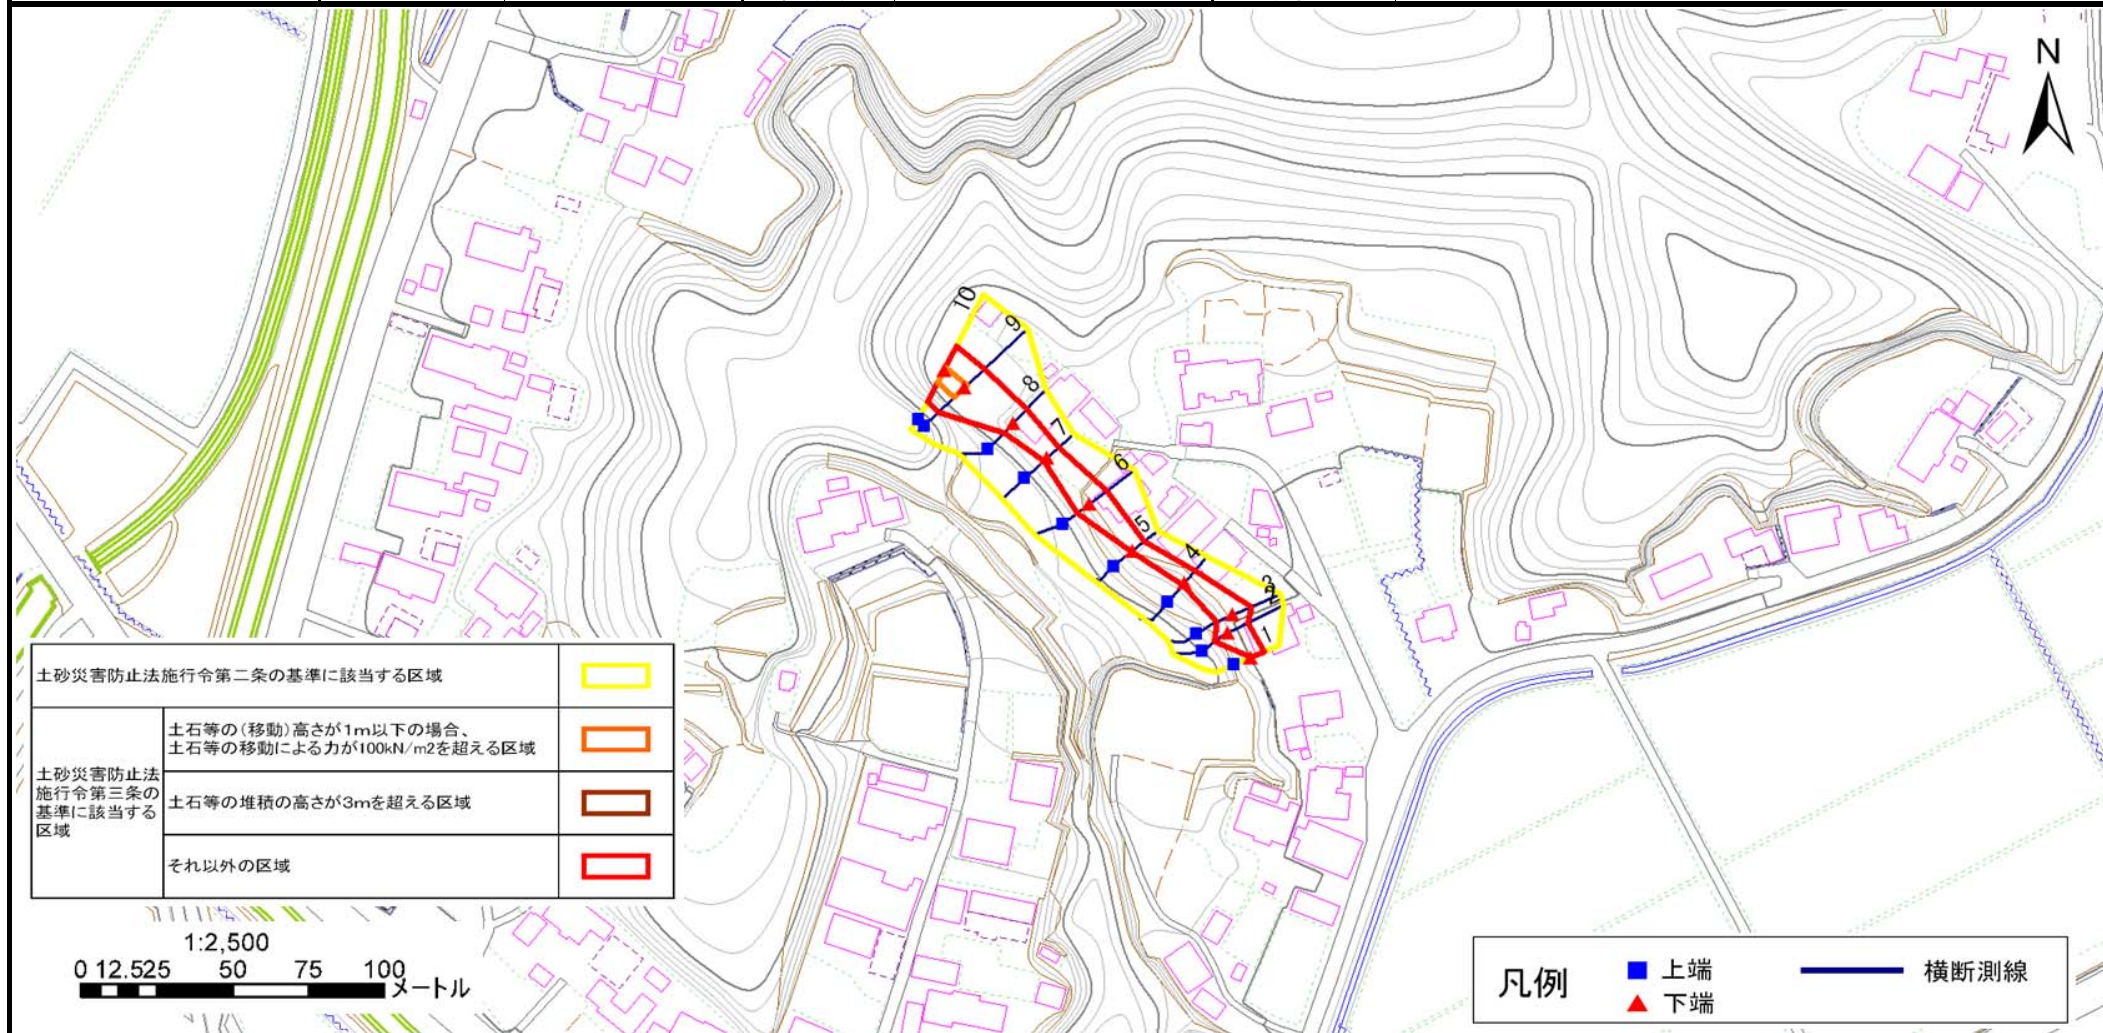 N
10
9
8
7
6
5
4
3
2
1
土砂災害防止法施行令第二条の基準に該当する区域
土砂災害防止法
施行令第三条の
基準に該当する
区域
土石等の(移動)高さが1m以下の場合、
土石等の移動による力が100kN/m2を超える区域
土石等の堆積の高さが3mを超える区域
それ以外の区域
1:2,500
0 12.525 50 75 100
メートル
凡例
上端
下端
横断測線